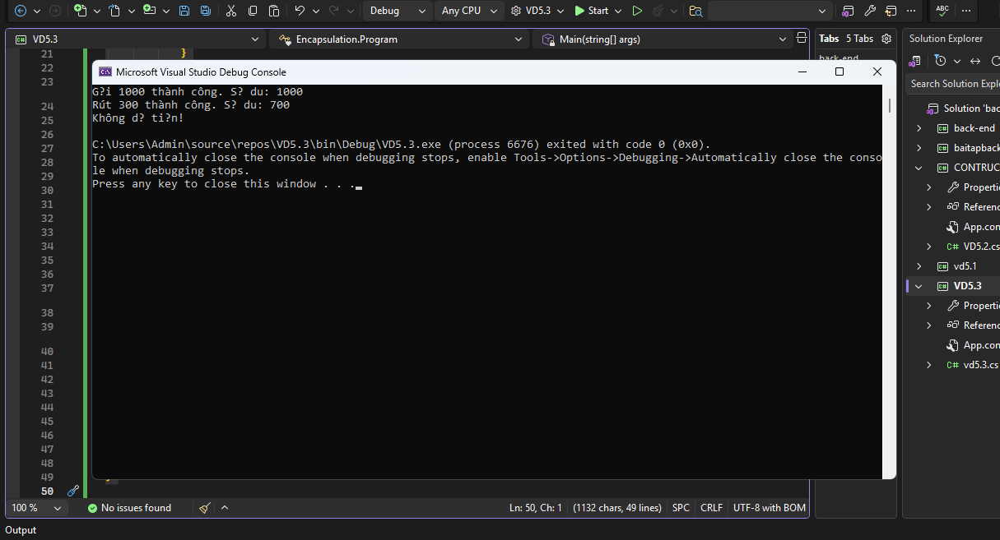 Debug
Any CPU
VD5.3
Start
ABC
VD5.3
Encapsulation.Program
Main(string[] args)
Tabs 5 Tabs
Solution Explorer
back-end
Search Solution Explo
Solution 'bac
back-end
baitapback
CONTRUC
Properti
Referenc
App.con
C# VD5.2.cs
vd5.1
VD5.3
Properti
Referenc
App.con
C# vd5.3.cs
21
}
22
23
24
25
26
27
28
29
30
31
32
33
34
35
36
37
38
39
40
41
42
43
44
45
46
47
48
49
50
Microsoft Visual Studio Debug Console
G?i 1000 thành công. S? du: 1000
Rút 300 thành công. S? du: 700
Không d? ti?n!
C:\Users\Admin\source\repos\VD5.3\bin\Debug\VD5.3.exe (process 6676) exited with code 0 (0x0).
To automatically close the console when debugging stops, enable Tools->Options->Debugging->Automatically close the conso
le when debugging stops.
Press any key to close this window . . .
100 %
No issues found
Ln: 50, Ch: 1
(1132 chars, 49 lines)
SPC
CRLF
UTF-8 with BOM
Output